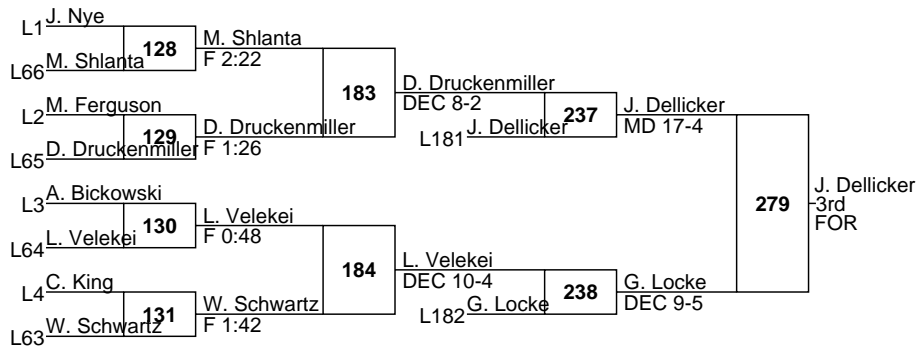 L1 J. Nye
128
M. Shlanta
F 2:22
L66 M. Shlanta
183
D. Druckenmiller
DEC 8-2
L2 M. Ferguson
129
D. Druckenmiller
F 1:26
L65 D. Druckenmiller
L181 J. Dellicker
237
J. Dellicker
MD 17-4
L3 A. Bickowski
130
L. Velekei
F 0:48
L64 L. Velekei
184
L. Velekei
DEC 10-4
L4 C. King
131
W. Schwartz
F 1:42
L63 W. Schwartz
L182 G. Locke
238
G. Locke
DEC 9-5
279
J. Dellicker
3rd
FOR